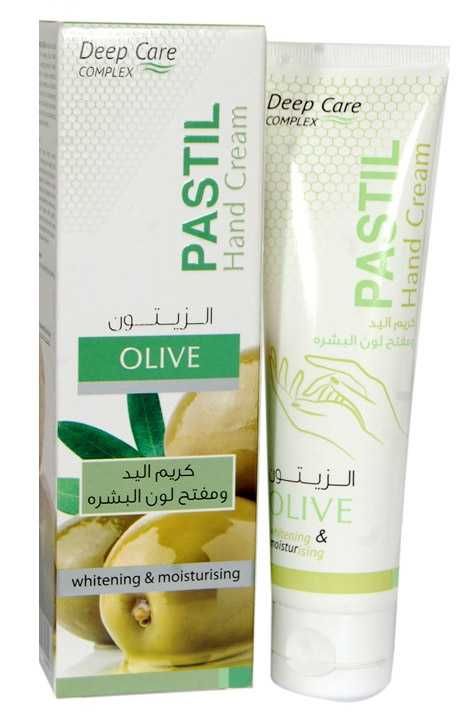 Deep Care
COMPLEX
PASTIL
Hand Cream
الزيتون
OLIVE
كريم اليد
ومفتح لون البشره
whitening & moisturising
Deep Care
COMPLEX
PASTIL
Hand Cream
كريم اليد
ومفتح لون البشره
الزيتون
OLIVE
whitening &
moisturising